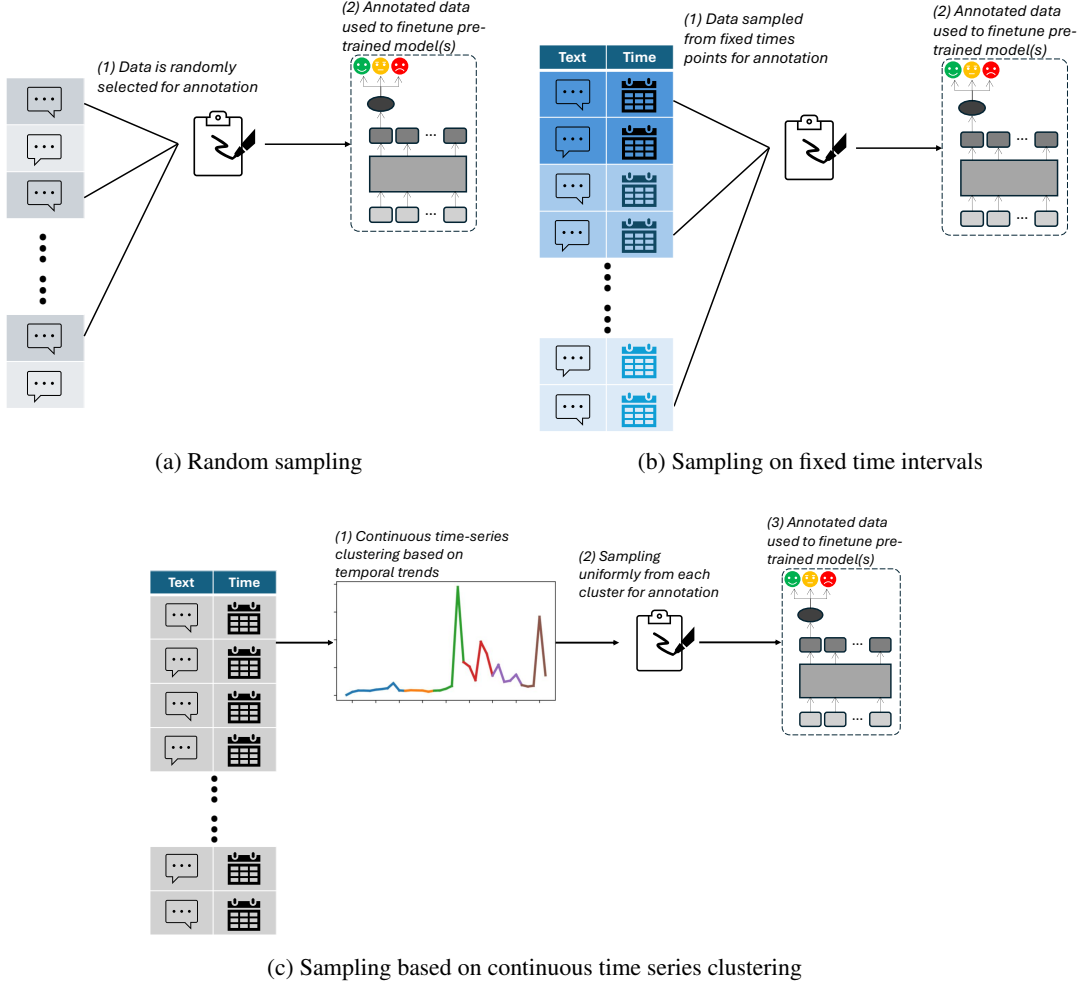 (2) Annotated data
used to finetune pre-
trained model(s)
(1) Data is randomly
selected for annotation
(a) Random sampling
(1) Data sampled
from fixed times
points for annotation
(2) Annotated data
used to finetune pre-
trained model(s)
Text Time
(b) Sampling on fixed time intervals
(1) Continuous time-series
clustering based on
temporal trends
(2) Sampling
uniformly from each
cluster for annotation
(3) Annotated data
used to finetune pre-
trained model(s)
Text Time
(c) Sampling based on continuous time series clustering